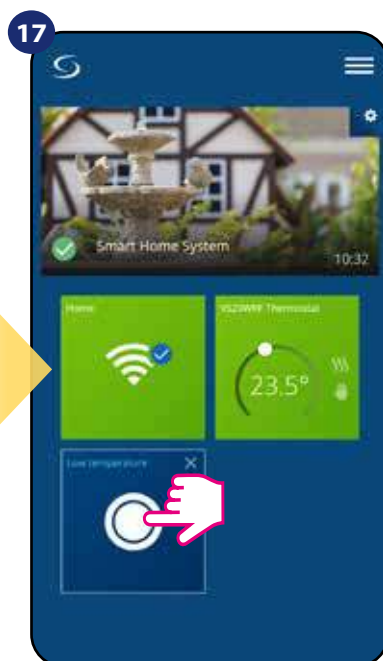 17
Smart Home System
10:32
Home
VS20WRF Thermostat
23.5°
Low temperature